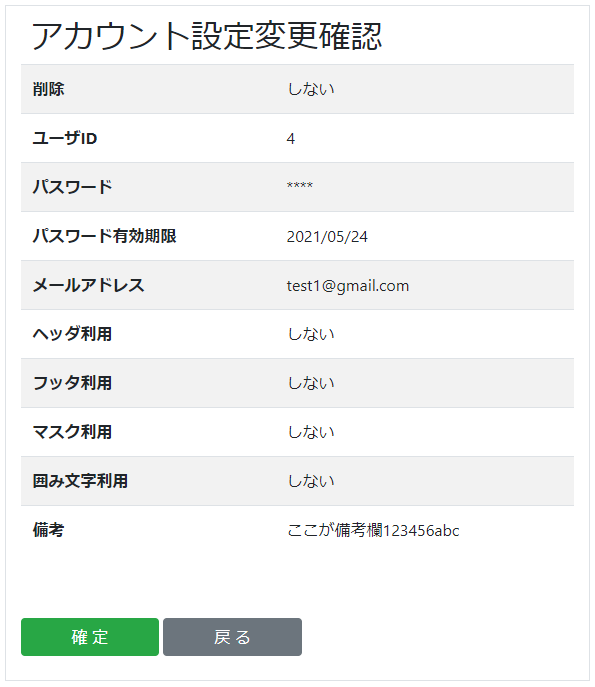 アカウント設定変更確認
削除 しない
ユーザID 4
パスワード ****
パスワード有効期限 2021/05/24
メールアドレス test1@gmail.com
ヘッダ利用 しない
フッタ利用 しない
マスク利用 しない
囲み文字利用 しない
備考 ここが備考欄123456abc
確 定 戻 る